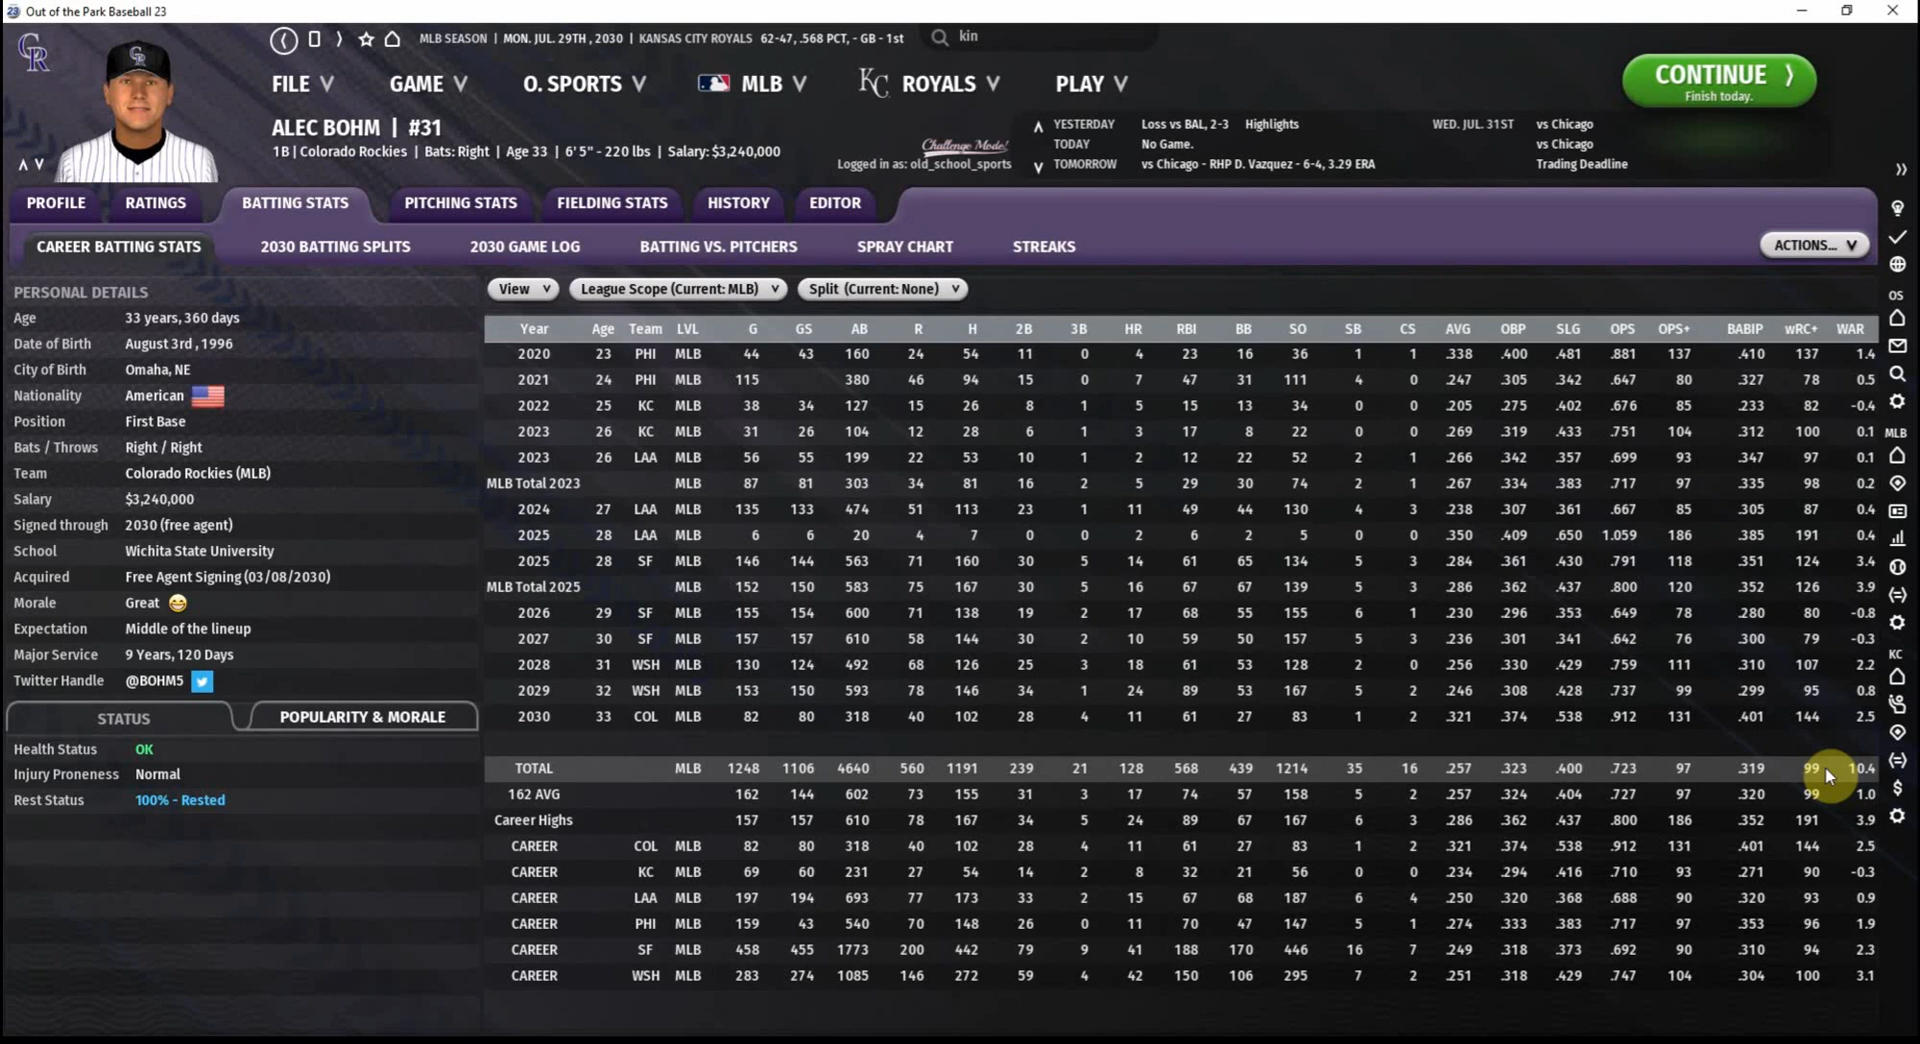 23 Out of the Park Baseball 23
MLB SEASON | MON. JUL. 29TH , 2030 | KANSAS CITY ROYALS 62-47, .568 PCT, - GB - 1st
kin
FILE GAME O. SPORTS MLB KC ROYALS PLAY
CONTINUE
Finish today.
ALEC BOHM | #31
1B | Colorado Rockies | Bats: Right | Age 33 | 6' 5" - 220 lbs | Salary: $3,240,000
Challenge Mode!
Logged in as: old_school_sports
YESTERDAY Loss vs BAL, 2-3 Highlights WED. JUL. 31ST vs Chicago
TODAY No Game. vs Chicago
TOMORROW vs Chicago - RHP D. Vazquez - 6-4, 3.29 ERA Trading Deadline
PROFILE RATINGS BATTING STATS PITCHING STATS FIELDING STATS HISTORY EDITOR
CAREER BATTING STATS 2030 BATTING SPLITS 2030 GAME LOG BATTING VS. PITCHERS SPRAY CHART STREAKS ACTIONS...
PERSONAL DETAILS
Age 33 years, 360 days
Date of Birth August 3rd , 1996
City of Birth Omaha, NE
Nationality American
Position First Base
Bats / Throws Right / Right
Team Colorado Rockies (MLB)
Salary $3,240,000
Signed through 2030 (free agent)
School Wichita State University
Acquired Free Agent Signing (03/08/2030)
Morale Great
Expectation Middle of the lineup
Major Service 9 Years, 120 Days
Twitter Handle @BOHM5
STATUS POPULARITY & MORALE
Health Status OK
Injury Proneness Normal
Rest Status 100% - Rested
View League Scope (Current: MLB) Split (Current: None)
Year Age Team LVL G GS AB R H 2B 3B HR RBI BB SO SB CS AVG OBP SLG OPS OPS+ BABIP wRC+ WAR
2020 23 PHI MLB 44 43 160 24 54 11 0 4 23 16 36 1 1 .338 .400 .481 .881 137 .410 137 1.4
2021 24 PHI MLB 115 380 46 94 15 0 7 47 31 111 4 0 .247 .305 .342 .647 80 .327 78 0.5
2022 25 KC MLB 38 34 127 15 26 8 1 5 15 13 34 0 0 .205 .275 .402 .676 85 .233 82 -0.4
2023 26 KC MLB 31 26 104 12 28 6 1 3 17 8 22 0 0 .269 .319 .433 .751 104 .312 100 0.1
2023 26 LAA MLB 56 55 199 22 53 10 1 2 12 22 52 2 1 .266 .342 .357 .699 93 .347 97 0.1
MLB Total 2023 MLB 87 81 303 34 81 16 2 5 29 30 74 2 1 .267 .334 .383 .717 97 .335 98 0.2
2024 27 LAA MLB 135 133 474 51 113 23 1 11 49 44 130 4 3 .238 .307 .361 .667 85 .305 87 0.4
2025 28 LAA MLB 6 6 20 4 7 0 0 2 6 2 5 0 0 .350 .409 .650 1.059 186 .385 191 0.4
2025 28 SF MLB 146 144 563 71 160 30 5 14 61 65 134 5 3 .284 .361 .430 .791 118 .351 124 3.4
MLB Total 2025 MLB 152 150 583 75 167 30 5 16 67 67 139 5 3 .286 .362 .437 .800 120 .352 126 3.9
2026 29 SF MLB 155 154 600 71 138 19 2 17 68 55 155 6 1 .230 .296 .353 .649 78 .280 80 -0.8
2027 30 SF MLB 157 157 610 58 144 30 2 10 59 50 157 5 3 .236 .301 .341 .642 76 .300 79 -0.3
2028 31 WSH MLB 130 124 492 68 126 25 3 18 61 53 128 2 0 .256 .330 .429 .759 111 .310 107 2.2
2029 32 WSH MLB 153 150 593 78 146 34 1 24 89 53 167 5 2 .246 .308 .428 .737 99 .299 95 0.8
2030 33 COL MLB 82 80 318 40 102 28 4 11 61 27 83 1 2 .321 .374 .538 .912 131 .401 144 2.5
TOTAL MLB 1248 1106 4640 560 1191 239 21 128 568 439 1214 35 16 .257 .323 .400 .723 97 .319 99 10.4
162 AVG 162 144 602 73 155 31 3 17 74 57 158 5 2 .257 .324 .404 .727 97 .320 99 1.0
Career Highs 157 157 610 78 167 34 5 24 89 67 167 6 3 .286 .362 .437 .800 186 .352 191 3.9
CAREER COL MLB 82 80 318 40 102 28 4 11 61 27 83 1 2 .321 .374 .538 .912 131 .401 144 2.5
CAREER KC MLB 69 60 231 27 54 14 2 8 32 21 56 0 0 .234 .294 .416 .710 93 .271 90 -0.3
CAREER LAA MLB 197 194 693 77 173 33 2 15 67 68 187 6 4 .250 .320 .368 .688 90 .320 93 0.9
CAREER PHI MLB 159 43 540 70 148 26 0 11 70 47 147 5 1 .274 .333 .383 .717 97 .353 96 1.9
CAREER SF MLB 458 455 1773 200 442 79 9 41 188 170 446 16 7 .249 .318 .373 .692 90 .310 94 2.3
CAREER WSH MLB 283 274 1085 146 272 59 4 42 150 106 295 7 2 .251 .318 .429 .747 104 .304 100 3.1
OS
MLB
KC